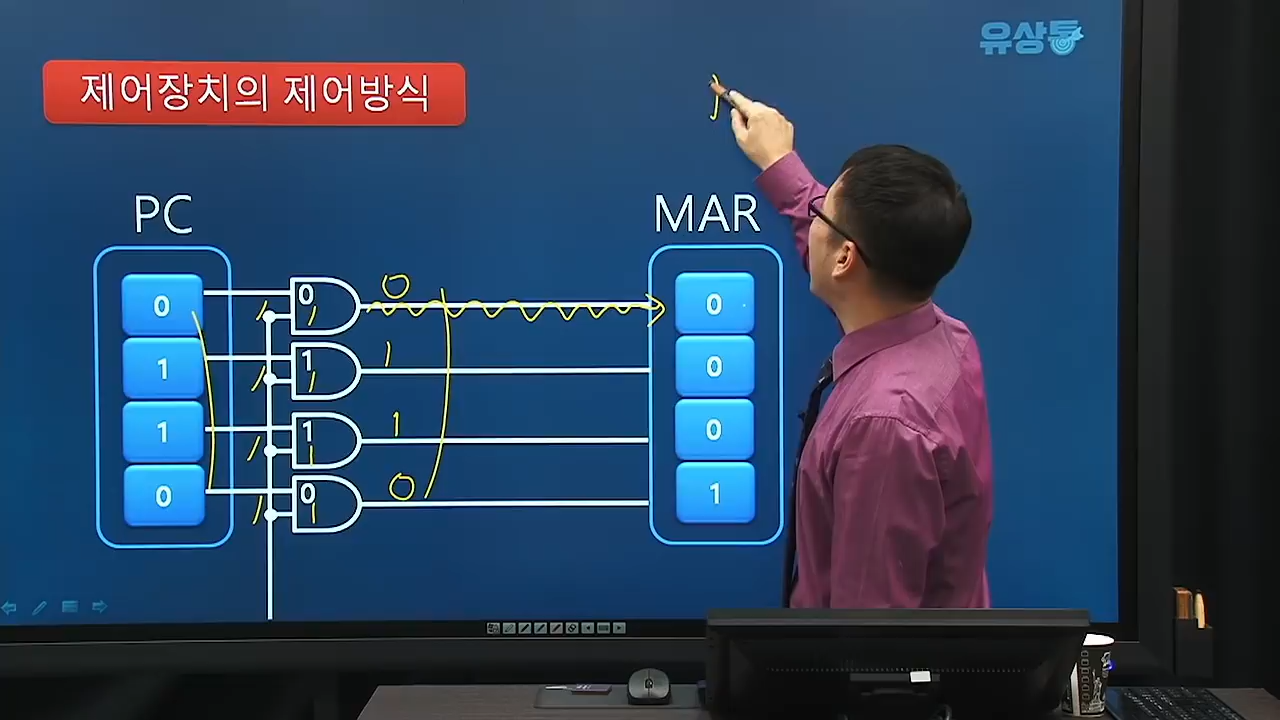 유상통
제어장치의 제어방식
PC
MAR
0 0 0 0
1 1 1 0
1 1 1 0
0 0 0 1